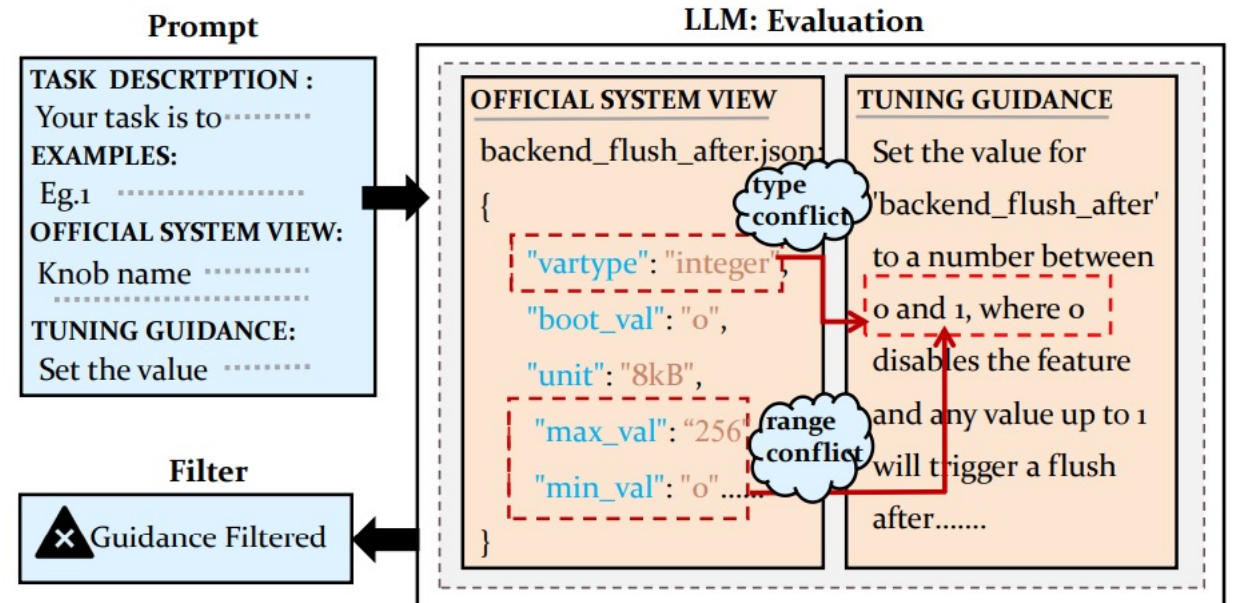 Prompt
TASK DESCRTPTION :
Your task is to
EXAMPLES:
Eg.1
OFFICIAL SYSTEM VIEW:
Knob name
TUNING GUIDANCE:
Set the value
Filter
Guidance Filtered
LLM: Evaluation
OFFICIAL SYSTEM VIEW
backend_flush_after.json:
{
"vartype": "integer",
"boot_val": "0",
"unit": "8kB",
"max_val": “256"
"min_val": "0"......
}
type
conflict
range
conflict
TUNING GUIDANCE
Set the value for
'backend_flush_after'
to a number between
0 and 1, where 0
disables the feature
and any value up to 1
will trigger a flush
after.......